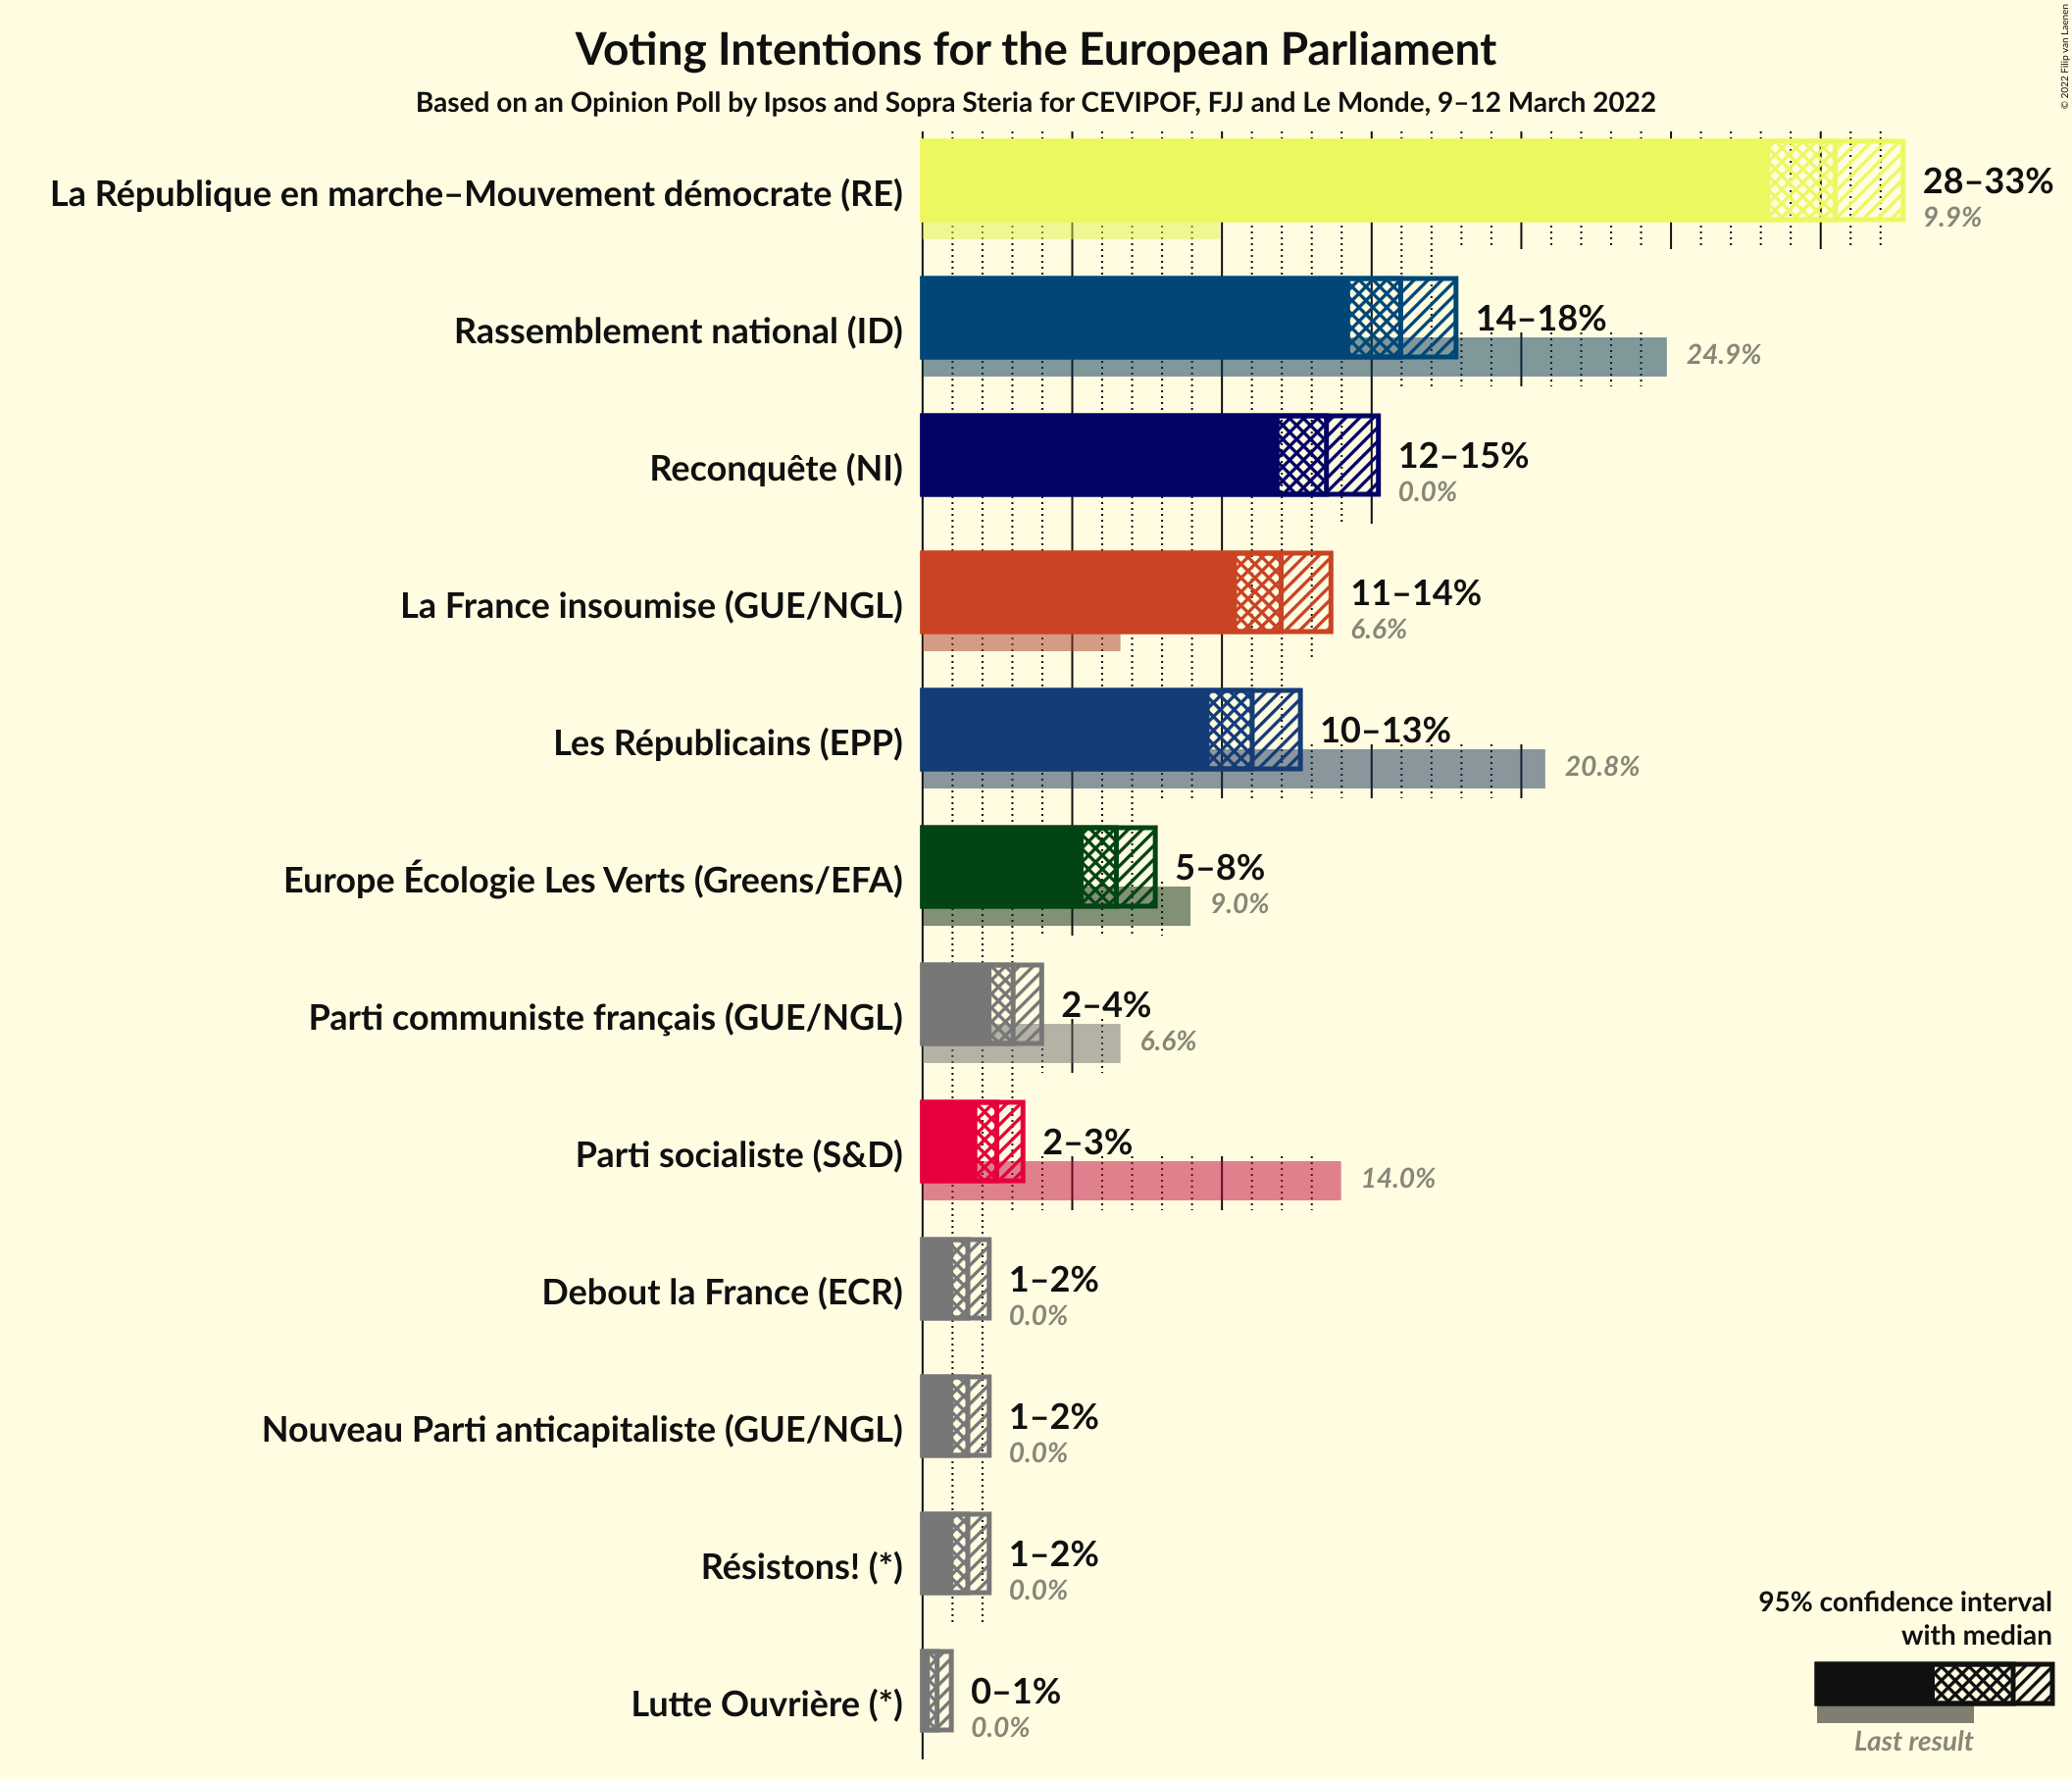 Voting Intentions for the European Parliament
Based on an Opinion Poll by Ipsos and Sopra Steria for CEVIPOF, FJJ and Le Monde, 9–12 March 2022
© 2022 Filip van Laenen
La République en marche–Mouvement démocrate (RE)
28–33%
9.9%
Rassemblement national (ID)
14–18%
24.9%
Reconquête (NI)
12–15%
0.0%
La France insoumise (GUE/NGL)
11–14%
6.6%
Les Républicains (EPP)
10–13%
20.8%
Europe Écologie Les Verts (Greens/EFA)
5–8%
9.0%
Parti communiste français (GUE/NGL)
2–4%
6.6%
Parti socialiste (S&D)
2–3%
14.0%
Debout la France (ECR)
1–2%
0.0%
Nouveau Parti anticapitaliste (GUE/NGL)
1–2%
0.0%
Résistons! (*)
1–2%
0.0%
Lutte Ouvrière (*)
0–1%
0.0%
95% confidence interval
with median
Last result